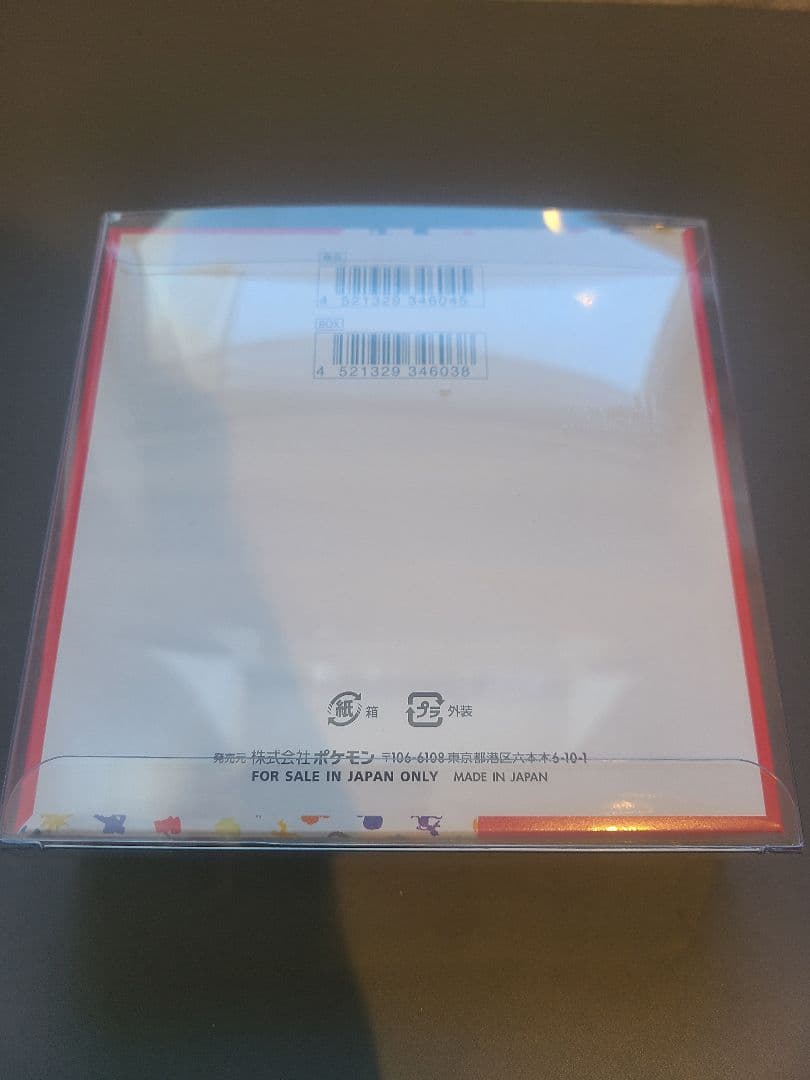 4 521329 346045
BOX
4 521329 346038
紙 箱 プラ 外装
発売元 株式会社ポケモン 〒106-6108 東京都港区六本木6-10-1
FOR SALE IN JAPAN ONLY MADE IN JAPAN